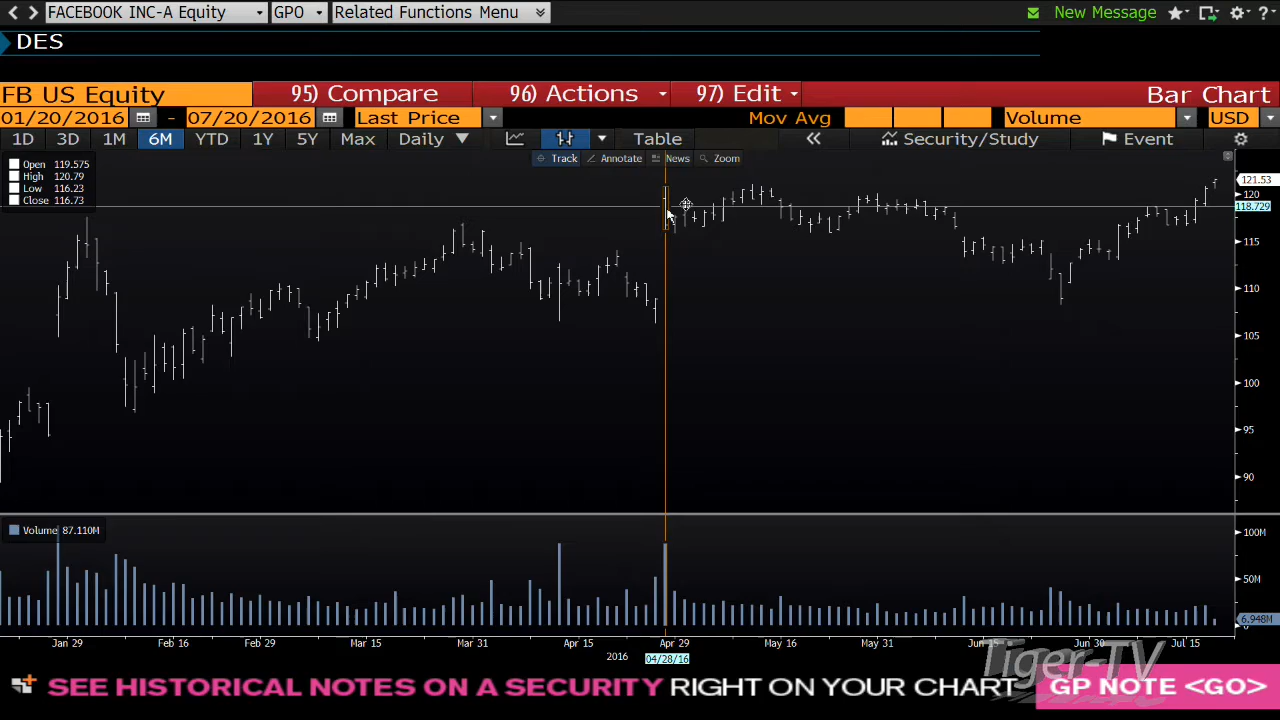 FACEBOOK INC-A Equity GPO Related Functions Menu New Message ?
DES
FB US Equity 95) Compare 96) Actions 97) Edit Bar Chart
01/20/2016 - 07/20/2016 Last Price Mov Avg Volume USD
1D 3D 1M 6M YTD 1Y 5Y Max Daily Table Security/Study Event
Track Annotate News Zoom
Open 119.575
High 120.79
Low 116.23
Close 116.73
121.53
120
118.729
115
110
105
100
95
90
Volume 87.110M
100M
50M
6.948M
0
Jan 29 Feb 16 Feb 29 Mar 15 Mar 31 Apr 15 Apr 29 May 16 May 31 Jun 15 Jun 30 Jul 15
2016 04/28/16
Tiger-TV
SEE HISTORICAL NOTES ON A SECURITY RIGHT ON YOUR CHART GP NOTE <GO>